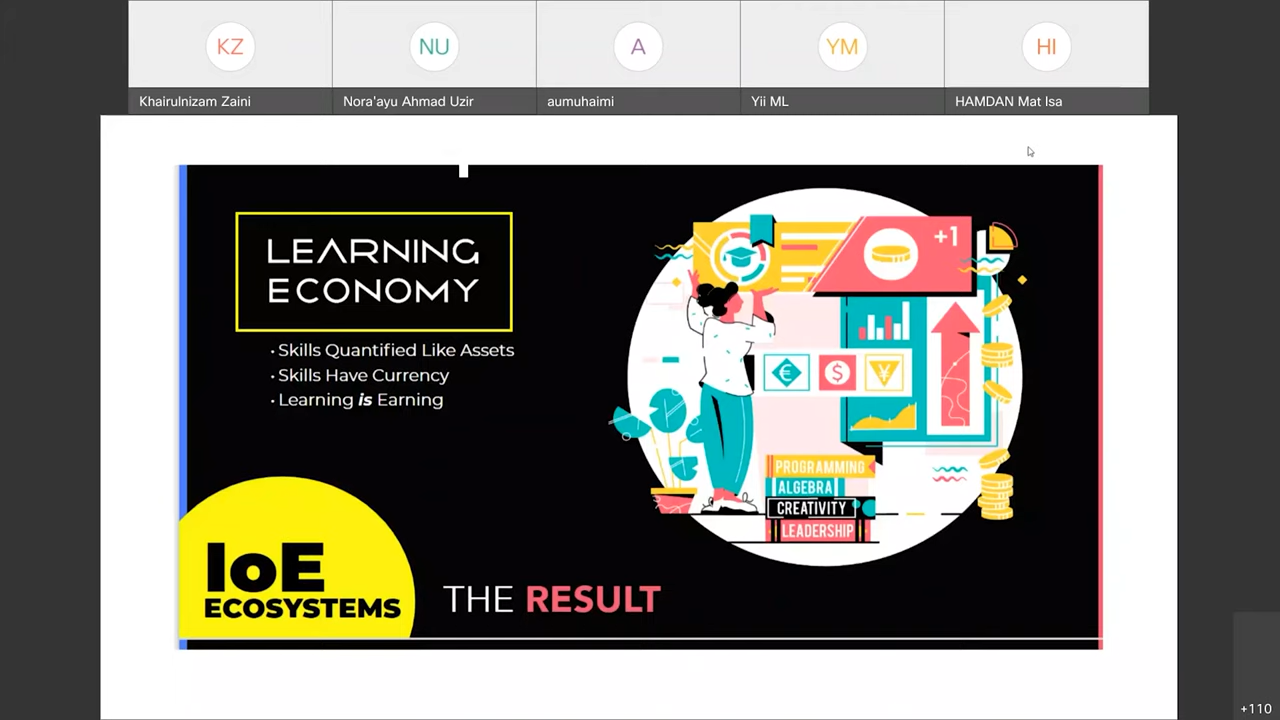 KZ
NU
A
YM
HI
Khairulnizam Zaini
Nora'ayu Ahmad Uzir
aumuhaimi
Yii ML
HAMDAN Mat Isa
LEARNING
ECONOMY
• Skills Quantified Like Assets
• Skills Have Currency
• Learning is Earning
+1
€
$
¥
PROGRAMMING
ALGEBRA
CREATIVITY
LEADERSHIP
IoE
ECOSYSTEMS
THE RESULT
+110